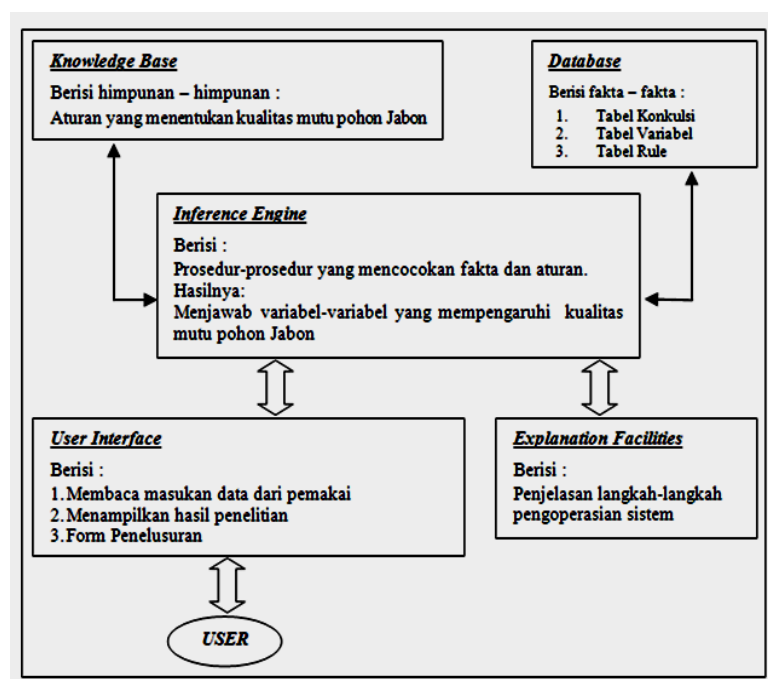 Knowledge Base
Berisi himpunan – himpunan :
Aturan yang menentukan kualitas mutu pohon Jabon
Database
Berisi fakta – fakta :
1. Tabel Konkulsi
2. Tabel Variabel
3. Tabel Rule
Inference Engine
Berisi :
Prosedur-prosedur yang mencocokan fakta dan aturan.
Hasilnya:
Menjawab variabel-variabel yang mempengaruhi kualitas
mutu pohon Jabon
User Interface
Berisi :
1.Membaca masukan data dari pemakai
2.Menampilkan hasil penelitian
3.Form Penelusuran
Explanation Facilities
Berisi :
Penjelasan langkah-langkah
pengoperasian sistem
USER